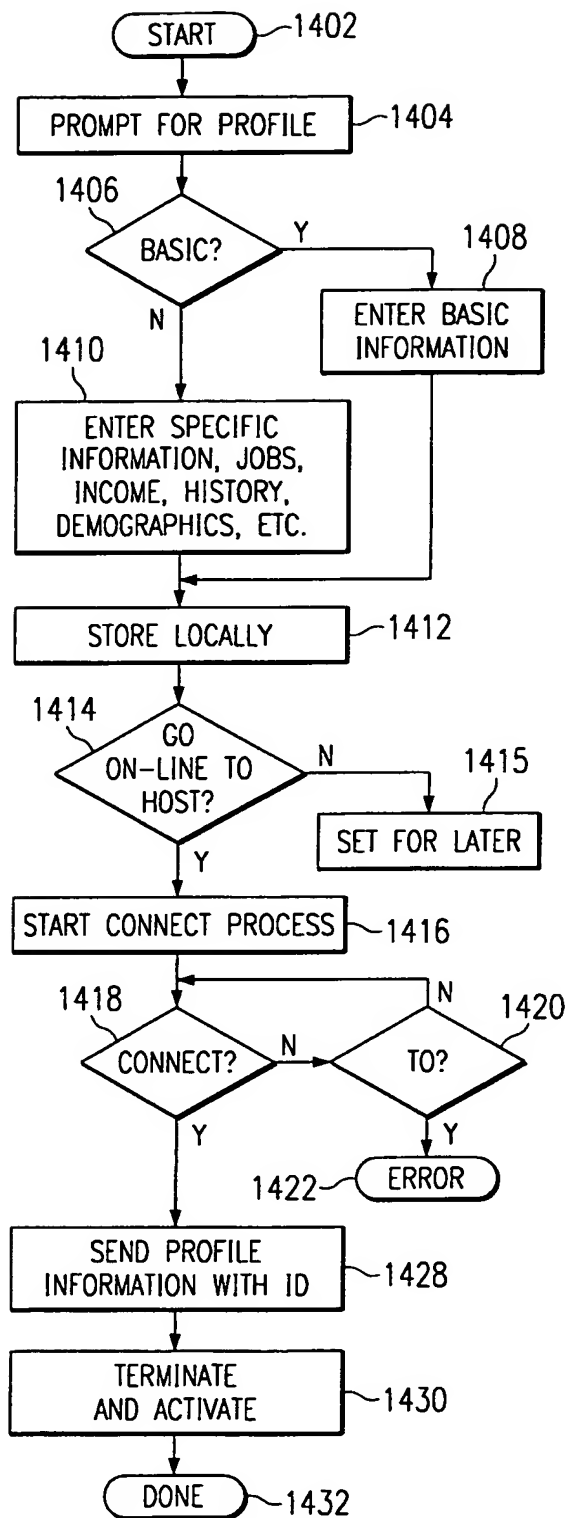 START
1402
PROMPT FOR PROFILE
1404
1406
BASIC?
Y
N
1408
ENTER BASIC
INFORMATION
1410
ENTER SPECIFIC
INFORMATION, JOBS,
INCOME, HISTORY,
DEMOGRAPHICS, ETC.
STORE LOCALLY
1412
1414
GO
ON-LINE TO
HOST?
N
Y
1415
SET FOR LATER
START CONNECT PROCESS
1416
1418
CONNECT?
N
Y
N
1420
TO?
Y
1422
ERROR
SEND PROFILE
INFORMATION WITH ID
1428
TERMINATE
AND ACTIVATE
1430
DONE
1432